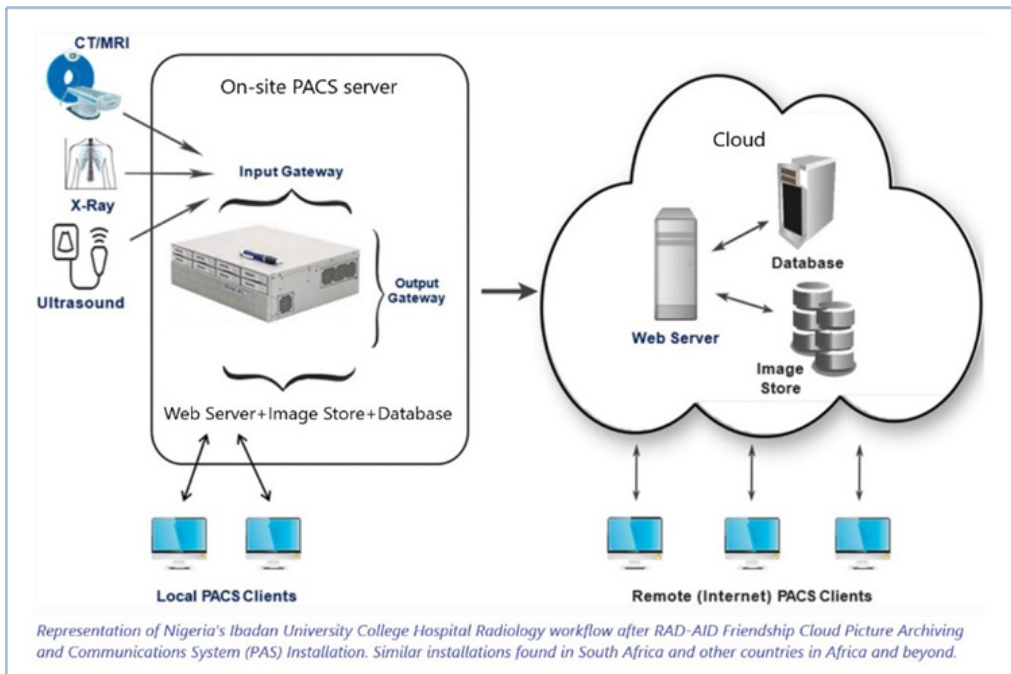 CT/MRI
X-Ray
Ultrasound
On-site PACS server
Input Gateway
Output
Gateway
Web Server+Image Store+Database
Local PACS Clients
Cloud
Database
Web Server
Image
Store
Remote (Internet) PACS Clients
Representation of Nigeria's Ibadan University College Hospital Radiology workflow after RAD-AID Friendship Cloud Picture Archiving
and Communications System (PAS) Installation. Similar installations found in South Africa and other countries in Africa and beyond.